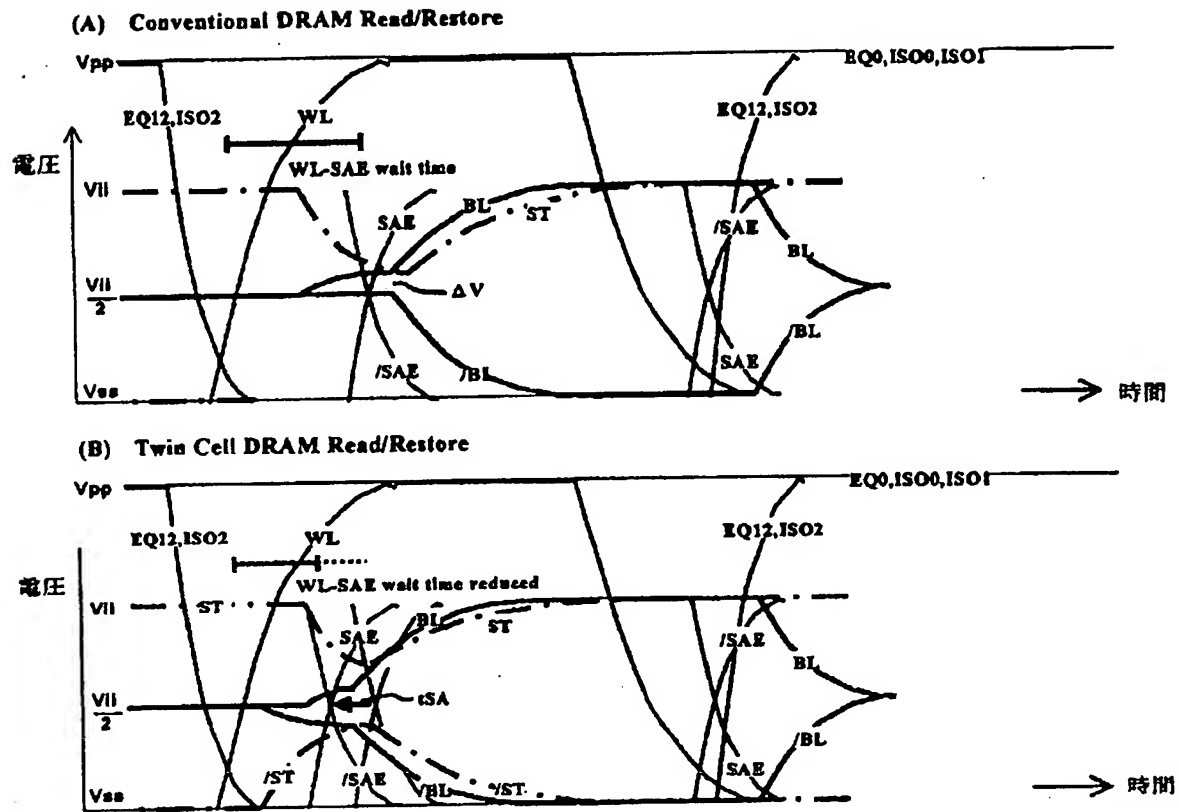 (A) Conventional DRAM Read/Restore
Vpp
EQ0,ISO0,ISO1
EQ12,ISO2
WL
EQ12,ISO2
電圧
WL-SAE wait time
Vii
SAE
BL
ST
/SAE
BL
Vii
2
ΔV
/BL
/SAE
/BL
SAE
Vss
時間
(B) Twin Cell DRAM Read/Restore
Vpp
EQ0,ISO0,ISO1
EQ12,ISO2
WL
EQ12,ISO2
電圧
WL-SAE wait time reduced
Vii
ST
BL
ST
SAE
/SAE
BL
Vii
2
tSA
/BL
/ST
/SAE
/BL
/ST
SAE
Vss
時間